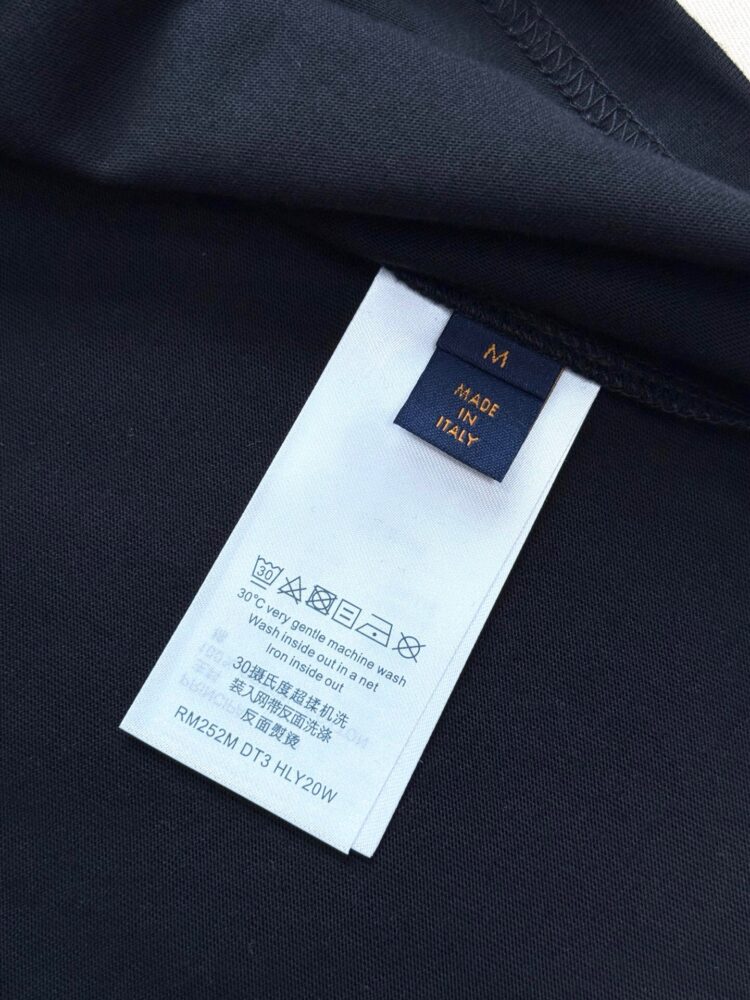 M
MADE
IN
ITALY
30
30°C very gentle machine wash
Wash inside out in a net
Iron inside out
30摄氏度超揉机洗
装入网带反面洗涤
反面熨烫
RM252M DT3 HLY20W